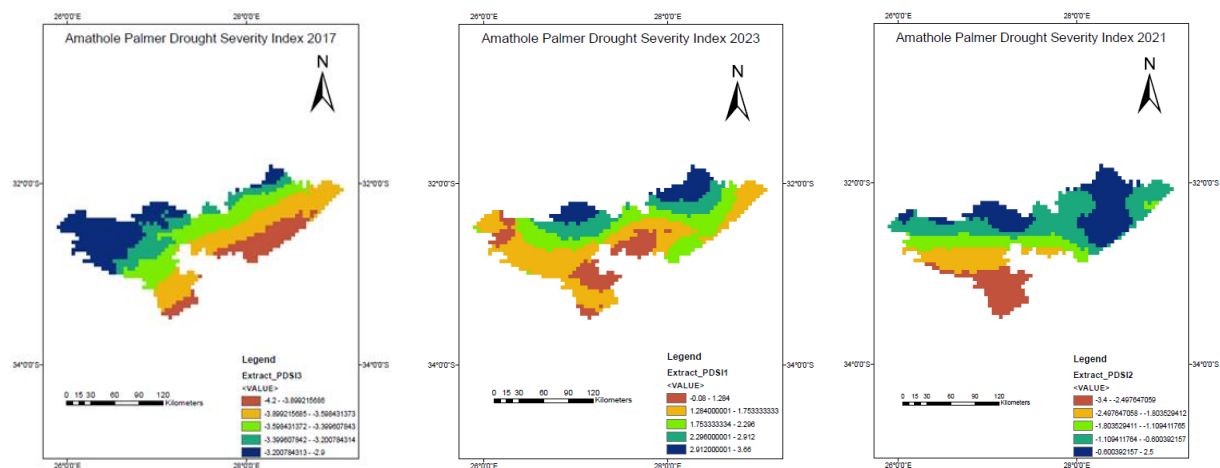 26°0'0"E 28°0'0"E
Amathole Palmer Drought Severity Index 2017
N
32°0'0"S 32°0'0"S
34°0'0"S 34°0'0"S
Legend
Extract_PDSI3
<VALUE>
-4.2 - -3.899215686
-3.899215685 - -3.598431373
-3.598431372 - -3.399607843
-3.399607842 - -3.200784314
-3.200784313 - -2.9
0 15 30 60 90 120
Kilometers
26°0'0"E 28°0'0"E
26°0'0"E 28°0'0"E
Amathole Palmer Drought Severity Index 2023
N
32°0'0"S
34°0'0"S
Legend
Extract_PDSI1
<VALUE>
-0.08 - 1.284
1.284000001 - 1.753333333
1.753333334 - 2.296
2.296000001 - 2.912
2.912000001 - 3.66
0 15 30 60 90 120
Kilometers
26°0'0"E 28°0'0"E
26°0'0"E 28°0'0"E
Amathole Palmer Drought Severity Index 2021
N
32°0'0"S 32°0'0"S
34°0'0"S 34°0'0"S
Legend
Extract_PDSI2
<VALUE>
-3.4 - -2.497647059
-2.497647058 - -1.803529412
-1.803529411 - -1.109411765
-1.109411764 - -0.600392157
-0.600392157 - 2.5
0 15 30 60 90 120
Kilometers
26°0'0"E 28°0'0"E